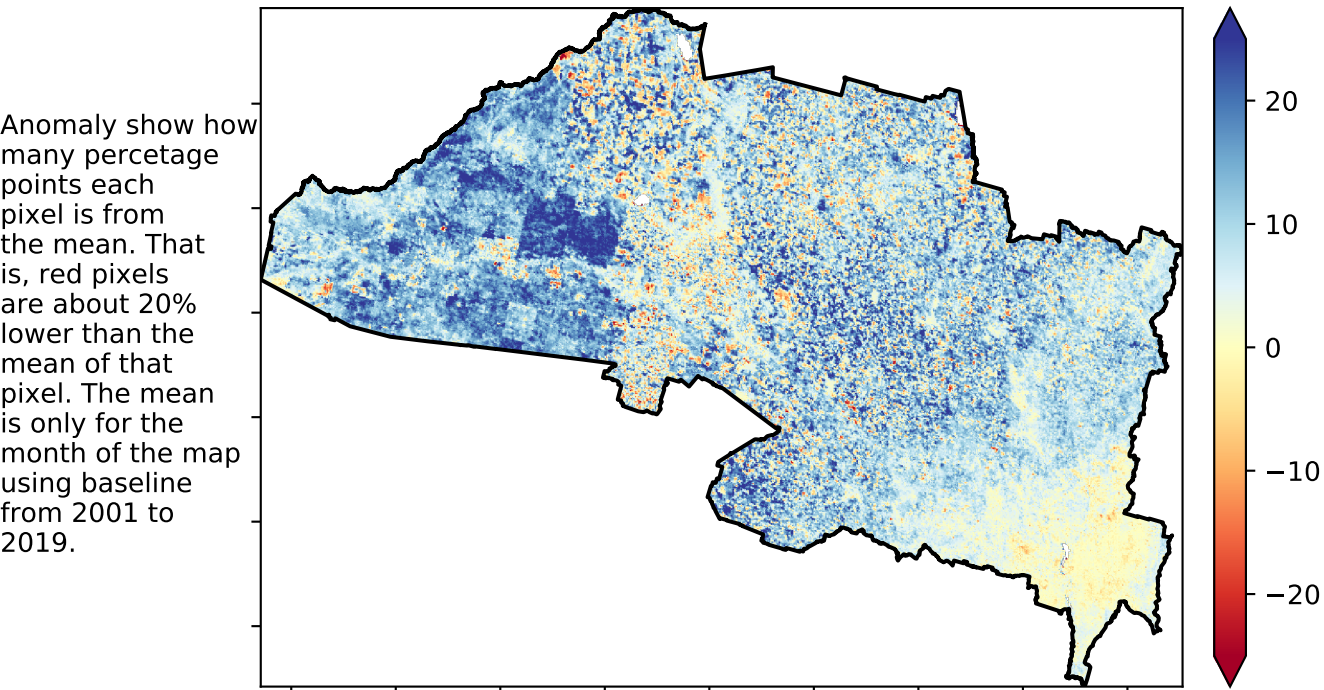 Anomaly show how
many percetage
points each
pixel is from
the mean. That
is, red pixels
are about 20%
lower than the
mean of that
pixel. The mean
is only for the
month of the map
using baseline
from 2001 to
2019.
20
10
0
−10
−20